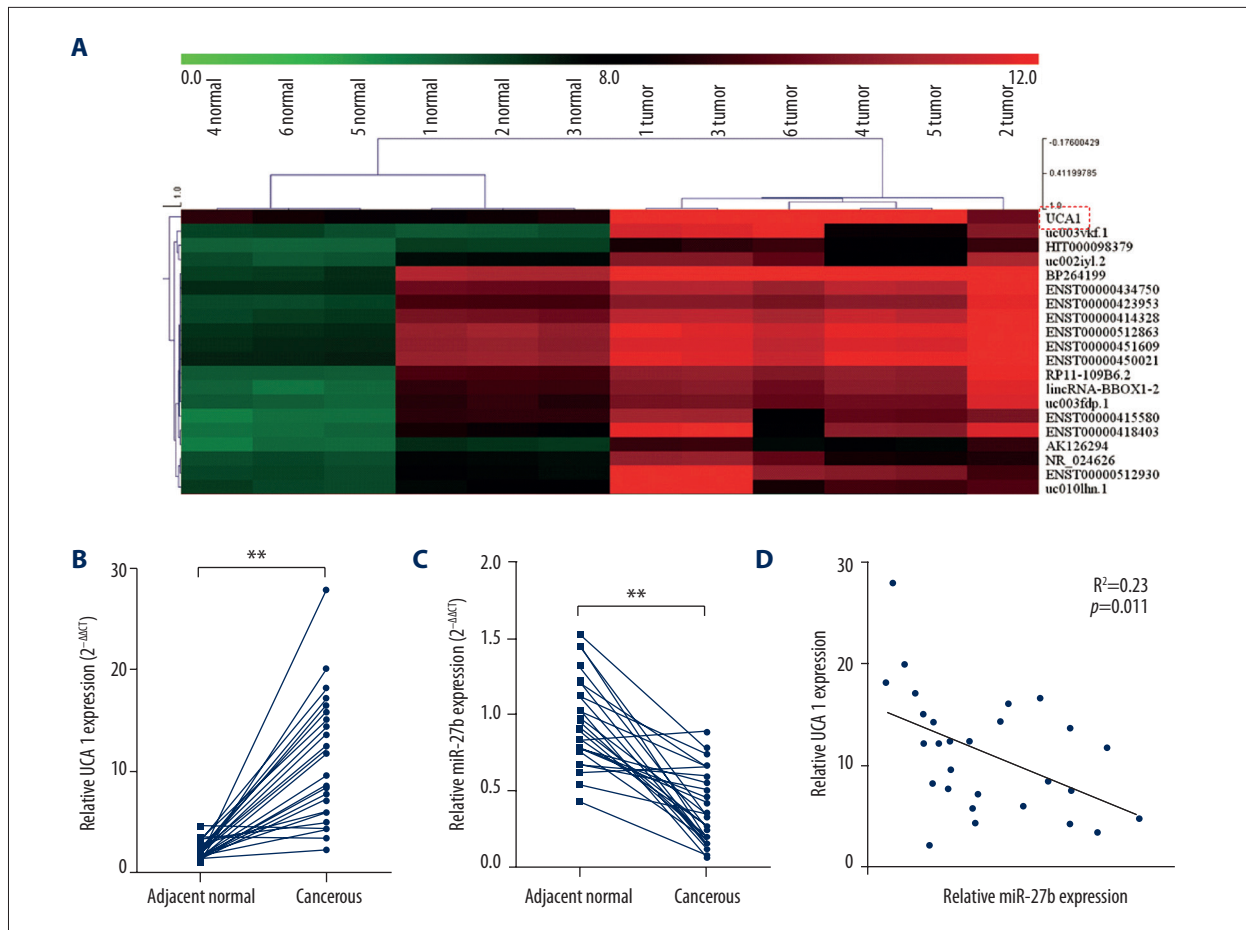 A
0.0 8.0 12.0
4 normal
6 normal
5 normal
1 normal
2 normal
3 normal
1 tumor
3 tumor
6 tumor
4 tumor
5 tumor
2 tumor
1.0
-0.17600429
0.41199785
1.0
UCA1
uc003vkf.1
HIT000098379
uc002iyl.2
BP264199
ENST00000434750
ENST00000423953
ENST00000414328
ENST00000512863
ENST00000451609
ENST00000450021
RP11-109B6.2
lincRNA-BBOX1-2
uc003fdp.1
ENST00000415580
ENST00000418403
AK126294
NR_024626
ENST00000512930
uc010lhn.1
B
Relative UCA 1 expression (2^−ΔΔCT)
30
20
10
0
**
Adjacent normal Cancerous
C
Relative miR-27b expression (2^−ΔΔCT)
2.0
1.5
1.0
0.5
0.0
**
Adjacent normal Cancerous
D
Relative UCA 1 expression
30
20
10
0
R²=0.23
p=0.011
Relative miR-27b expression